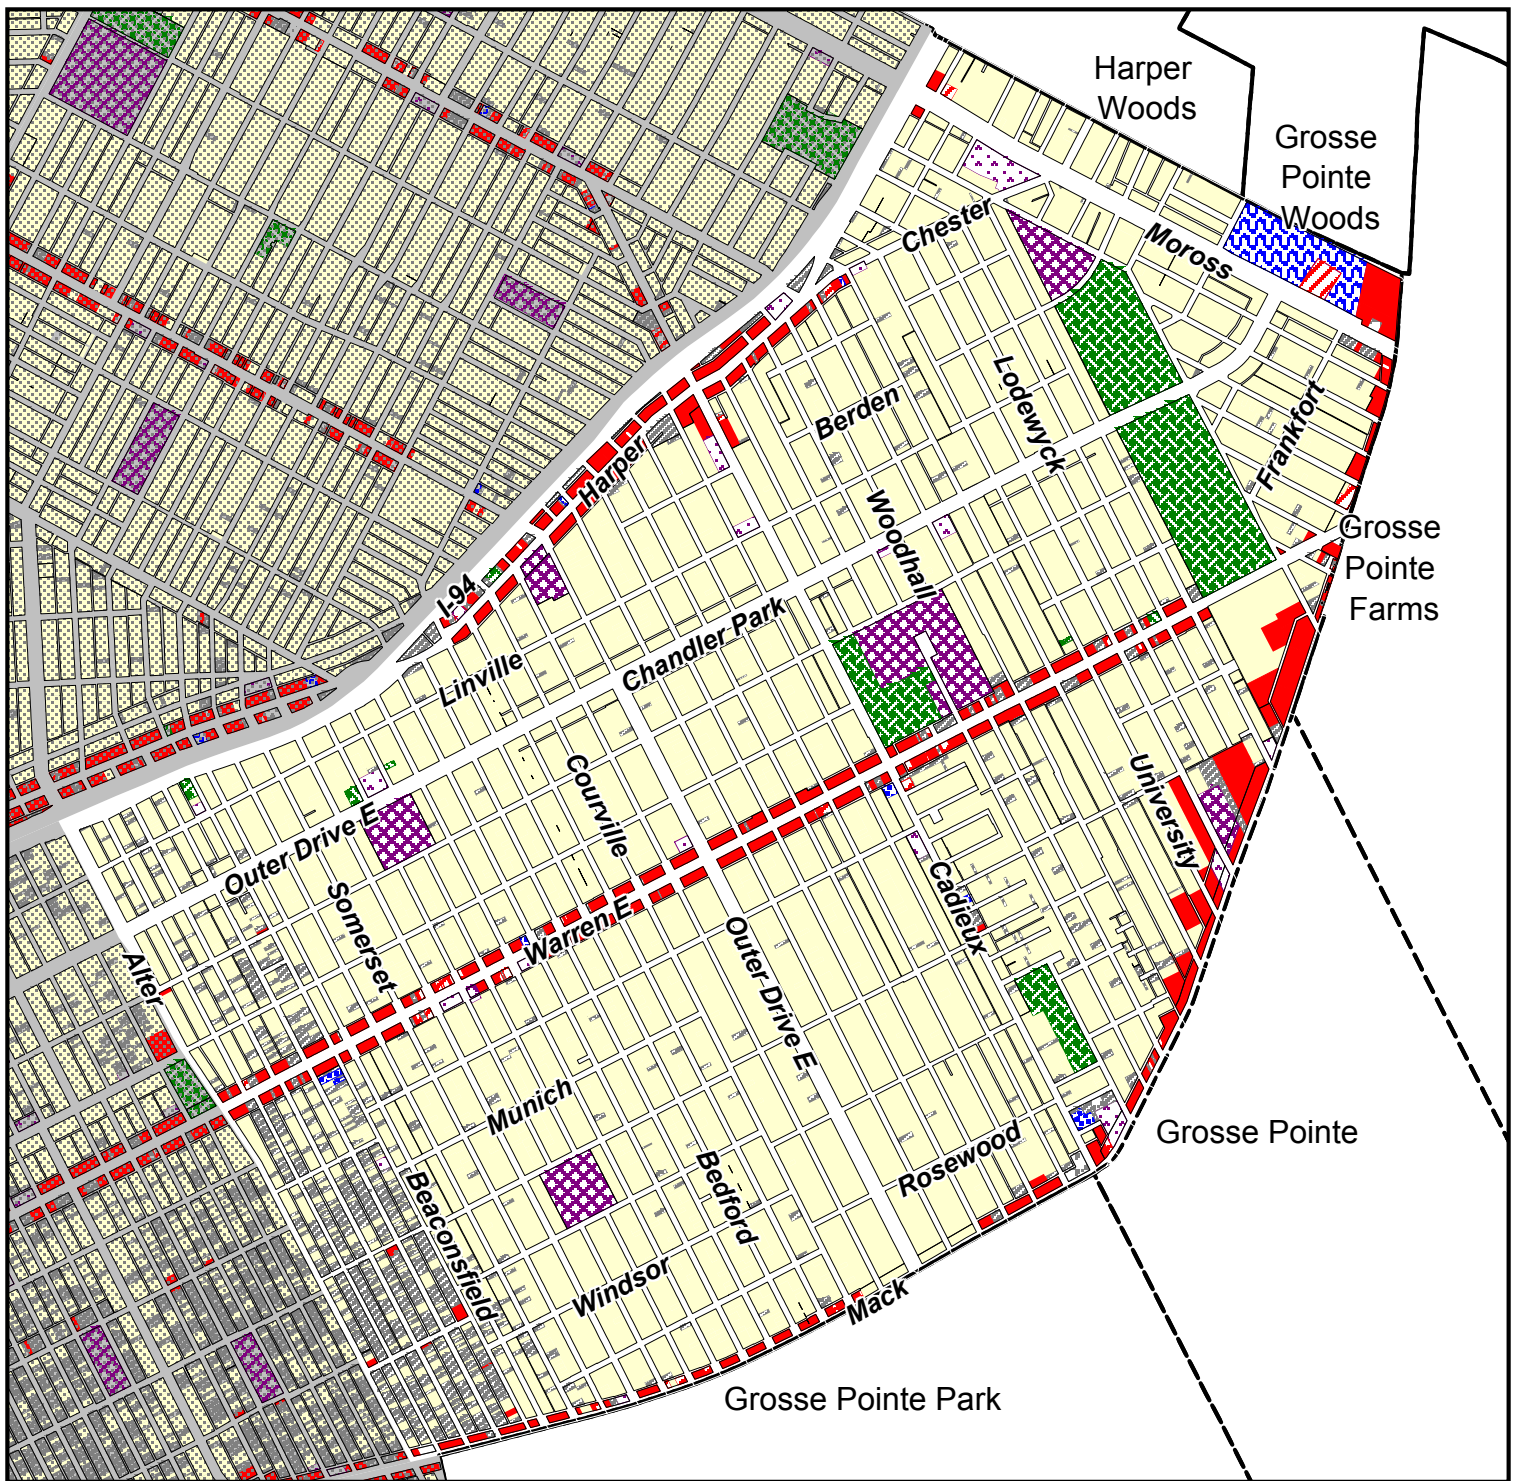 Harper
Woods
Grosse
Pointe
Woods
Chester
Moross
Lodewyck
Berden
Frankfort
Harper
Woodhall
Grosse
Pointe
Farms
I-94
Chandler Park
Linville
Courville
University
Outer Drive E
Somerset
Warren E
Cadieux
Outer Drive E
Alter
Munich
Grosse Pointe
Rosewood
Bedford
Beaconsfield
Windsor
Mack
Grosse Pointe Park